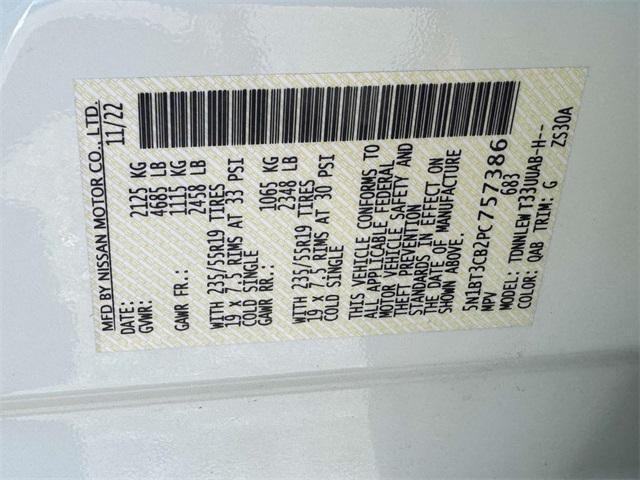 MFD BY NISSAN MOTOR CO., LTD.
DATE: 11/22
GVWR: 2125 KG
4685 LB
GAWR FR.: 1115 KG
2458 LB
WITH 235/55R19 TIRES
19 x 7.5 RIMS AT 33 PSI
COLD SINGLE
GAWR RR.: 1065 KG
2348 LB
WITH 235/55R19 TIRES
19 x 7.5 RIMS AT 30 PSI
COLD SINGLE
THIS VEHICLE CONFORMS TO
ALL APPLICABLE FEDERAL
MOTOR VEHICLE SAFETY AND
THEFT PREVENTION
STANDARDS IN EFFECT ON
THE DATE OF MANUFACTURE
SHOWN ABOVE.
5N1BT3CB2PC757386
MPV 683
MODEL: TDWNLEW T33UUAB-H--
COLOR: QAB TRIM: G ZS30A